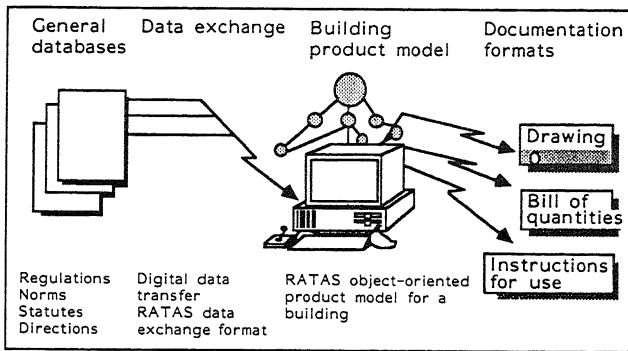 General
databases
Data exchange
Building
product model
Documentation
formats
Drawing
Bill of
quantities
Instructions
for use
Regulations
Norms
Statutes
Directions
Digital data
transfer
RATAS data
exchange format
RATAS object-oriented
product model for a
building